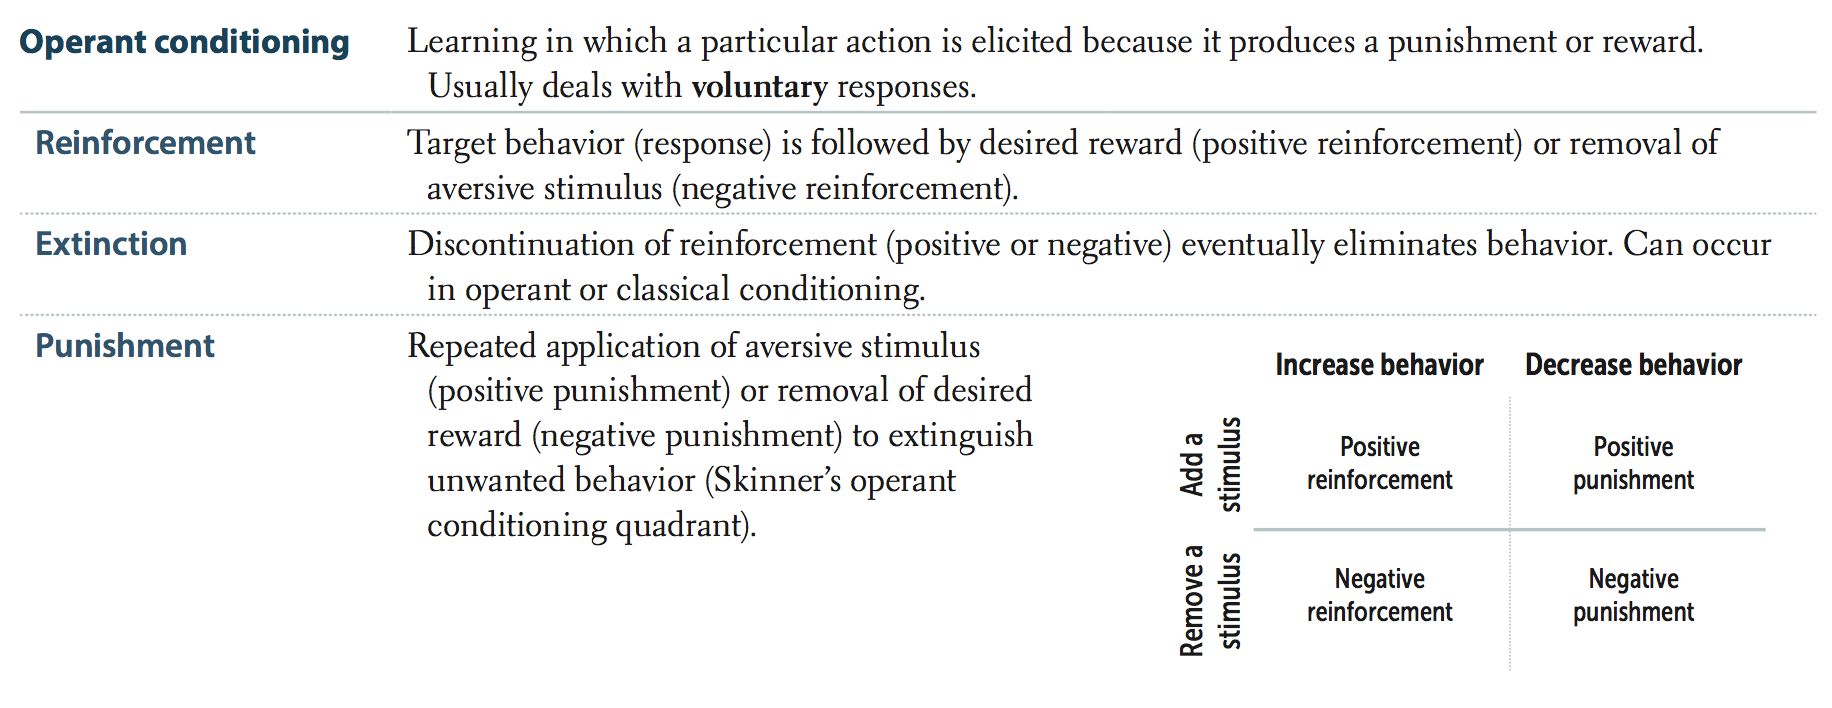 Operant conditioning
Learning in which a particular action is elicited because it produces a punishment or reward.
Usually deals with voluntary responses.
Reinforcement
Target behavior (response) is followed by desired reward (positive reinforcement) or removal of
aversive stimulus (negative reinforcement).
Extinction
Discontinuation of reinforcement (positive or negative) eventually eliminates behavior. Can occur
in operant or classical conditioning.
Punishment
Repeated application of aversive stimulus
(positive punishment) or removal of desired
reward (negative punishment) to extinguish
unwanted behavior (Skinner's operant
conditioning quadrant).
Increase behavior
Decrease behavior
Add a
stimulus
Positive
reinforcement
Positive
punishment
Remove a
stimulus
Negative
reinforcement
Negative
punishment